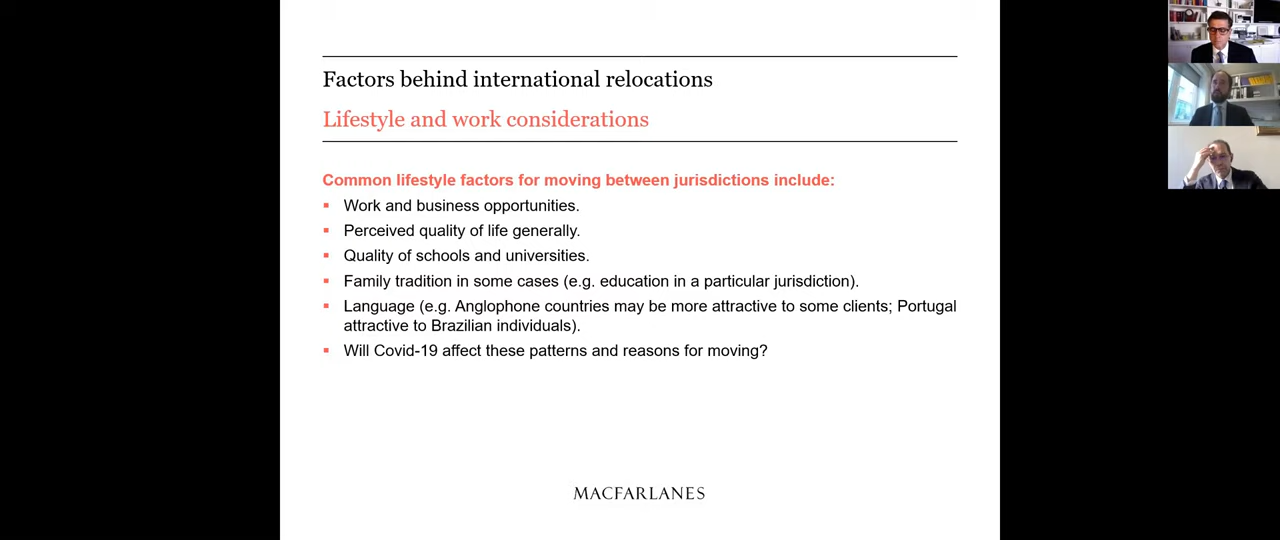 Factors behind international relocations
Lifestyle and work considerations
Common lifestyle factors for moving between jurisdictions include:
▪ Work and business opportunities.
▪ Perceived quality of life generally.
▪ Quality of schools and universities.
▪ Family tradition in some cases (e.g. education in a particular jurisdiction).
▪ Language (e.g. Anglophone countries may be more attractive to some clients; Portugal
attractive to Brazilian individuals).
▪ Will Covid-19 affect these patterns and reasons for moving?
MACFARLANES